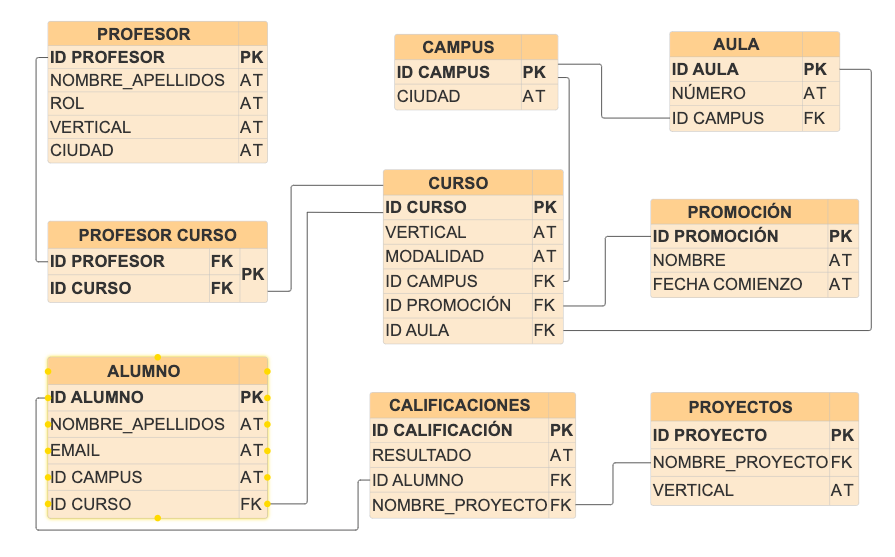 PROFESOR
ID PROFESOR PK
NOMBRE_APELLIDOS AT
ROL AT
VERTICAL AT
CIUDAD AT
CAMPUS
ID CAMPUS PK
CIUDAD AT
AULA
ID AULA PK
NÚMERO AT
ID CAMPUS FK
PROFESOR CURSO
ID PROFESOR FK
PK
ID CURSO FK
CURSO
ID CURSO PK
VERTICAL AT
MODALIDAD AT
ID CAMPUS FK
ID PROMOCIÓN FK
ID AULA FK
PROMOCIÓN
ID PROMOCIÓN PK
NOMBRE AT
FECHA COMIENZO AT
ALUMNO
ID ALUMNO PK
NOMBRE_APELLIDOS AT
EMAIL AT
ID CAMPUS AT
ID CURSO FK
CALIFICACIONES
ID CALIFICACIÓN PK
RESULTADO AT
ID ALUMNO FK
NOMBRE_PROYECTO FK
PROYECTOS
ID PROYECTO PK
NOMBRE_PROYECTO FK
VERTICAL AT